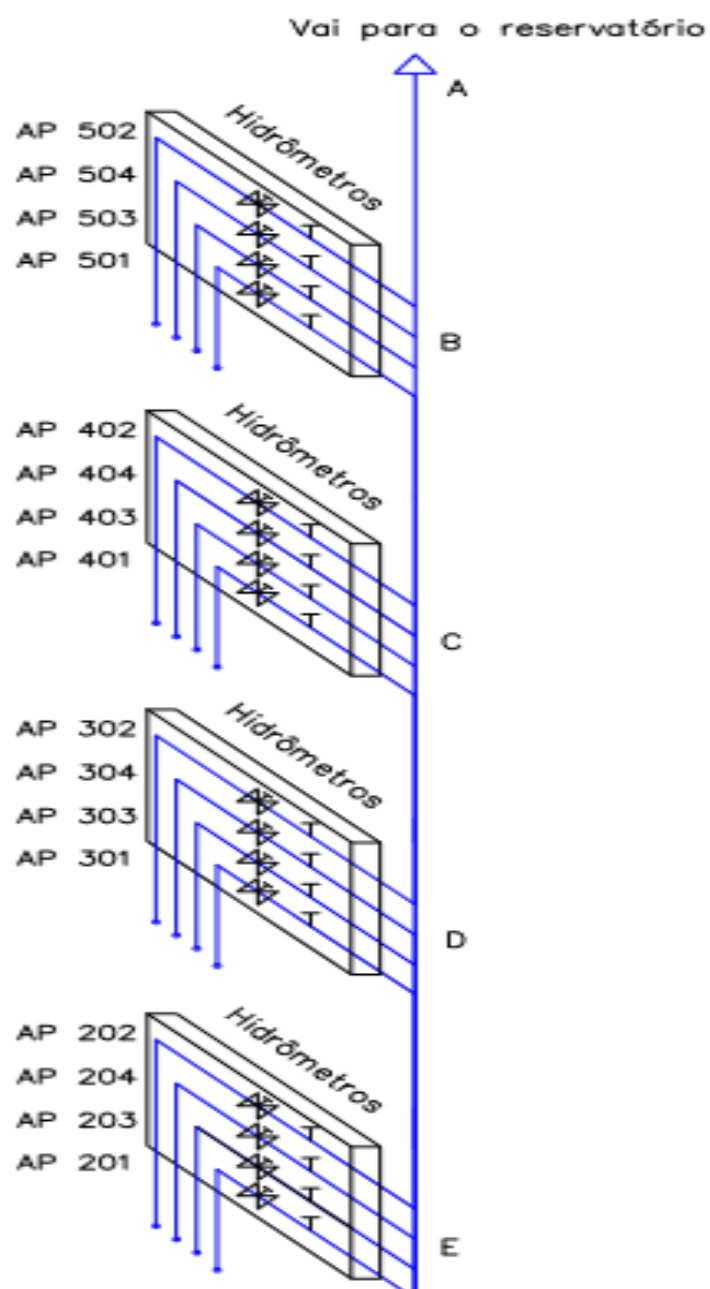 Vai para o reservatório
A
Hidrômetros
AP 502
AP 504
AP 503
AP 501
B
Hidrômetros
AP 402
AP 404
AP 403
AP 401
C
Hidrômetros
AP 302
AP 304
AP 303
AP 301
D
Hidrômetros
AP 202
AP 204
AP 203
AP 201
E